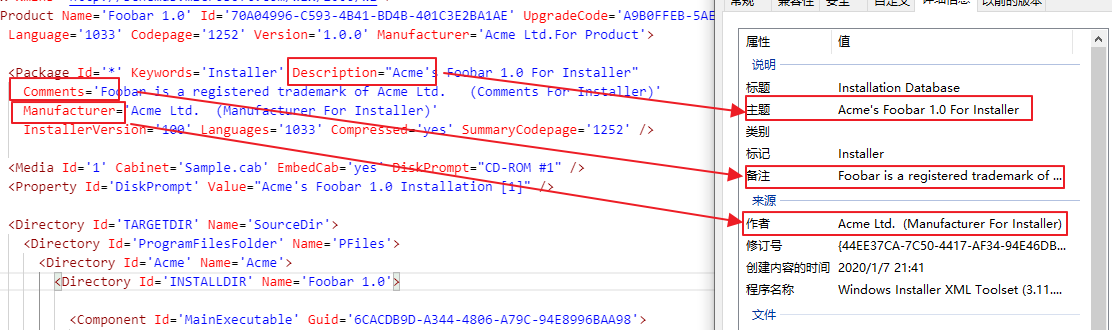 Product Name='Foobar 1.0' Id='70A04996-C593-4B41-BD4B-401C3E2BA1AE' UpgradeCode='A9B0FFEB-5AE
Language='1033' Codepage='1252' Version='1.0.0' Manufacturer='Acme Ltd.For Product'>
<Package Id='*' Keywords='Installer' Description="Acme's Foobar 1.0 For Installer"
Comments='Foobar is a registered trademark of Acme Ltd.   (Comments For Installer)'
Manufacturer='Acme Ltd.  (Manufacturer For Installer)'
InstallerVersion='100' Languages='1033' Compressed='yes' SummaryCodepage='1252' />
<Media Id='1' Cabinet='Sample.cab' EmbedCab='yes' DiskPrompt="CD-ROM #1" />
<Property Id='DiskPrompt' Value="Acme's Foobar 1.0 Installation [1]" />
<Directory Id='TARGETDIR' Name='SourceDir'>
<Directory Id='ProgramFilesFolder' Name='PFiles'>
<Directory Id='Acme' Name='Acme'>
<Directory Id='INSTALLDIR' Name='Foobar 1.0'>
<Component Id='MainExecutable' Guid='6CACDB9D-A344-4806-A79C-94E8996BAA98'>
常规 兼容性 安全 自定义 详细信息 以前的版本
属性 值
说明
标题 Installation Database
主题 Acme's Foobar 1.0 For Installer
类别
标记 Installer
备注 Foobar is a registered trademark of ...
来源
作者 Acme Ltd.  (Manufacturer For Installer)
修订号 {44EE37CA-7C50-4417-AF34-94E46DB...
创建内容的时间 2020/1/7 21:41
程序名称 Windows Installer XML Toolset (3.11....
文件